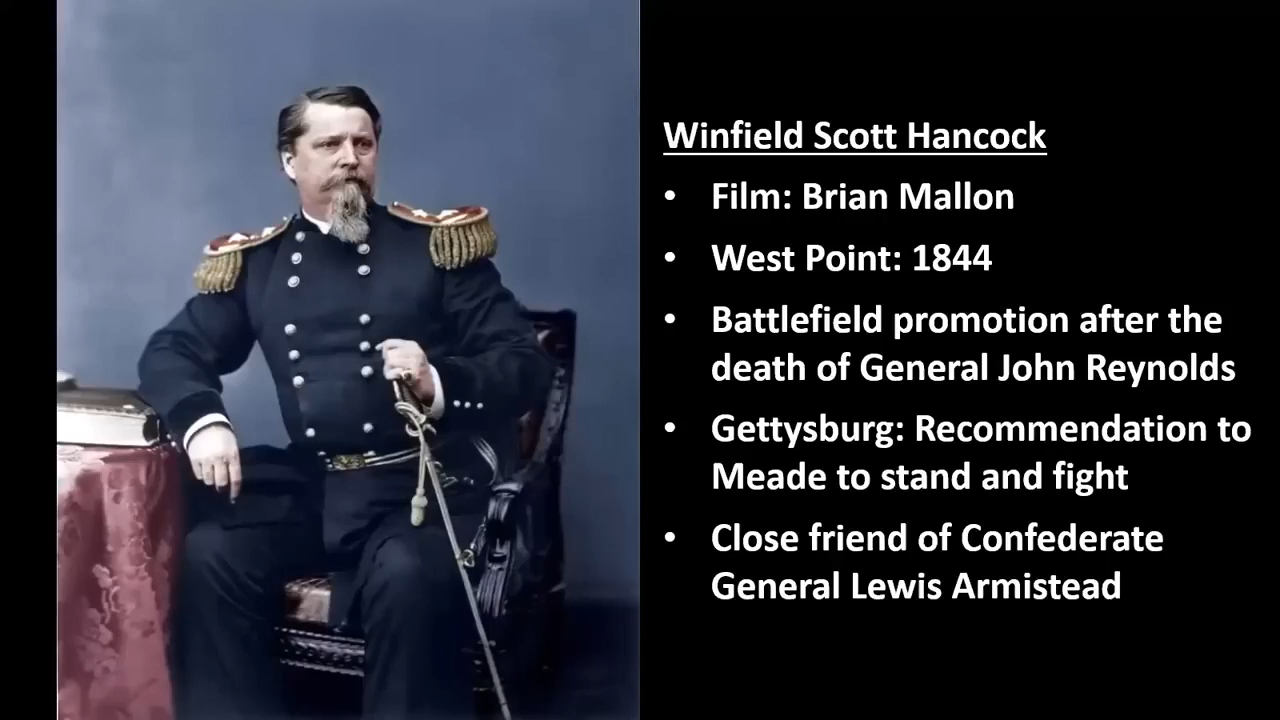 Winfield Scott Hancock
• Film: Brian Mallon
• West Point: 1844
• Battlefield promotion after the
death of General John Reynolds
• Gettysburg: Recommendation to
Meade to stand and fight
• Close friend of Confederate
General Lewis Armistead